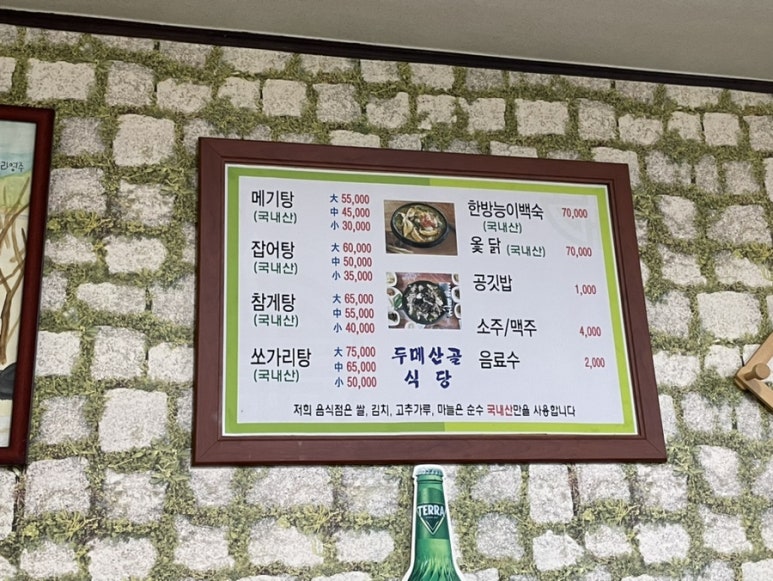 라영주
메기탕 大 55,000
(국내산) 中 45,000
小 30,000
잡어탕 大 60,000
(국내산) 中 50,000
小 35,000
참게탕 大 65,000
(국내산) 中 55,000
小 40,000
쏘가리탕 大 75,000
(국내산) 中 65,000
小 50,000
한방능이백숙 70,000
(국내산)
옻 닭 (국내산) 70,000
공깃밥 1,000
소주/맥주 4,000
음료수 2,000
두메산골
식당
저희 음식점은 쌀, 김치, 고추가루, 마늘은 순수 국내산만을 사용합니다
TERRA